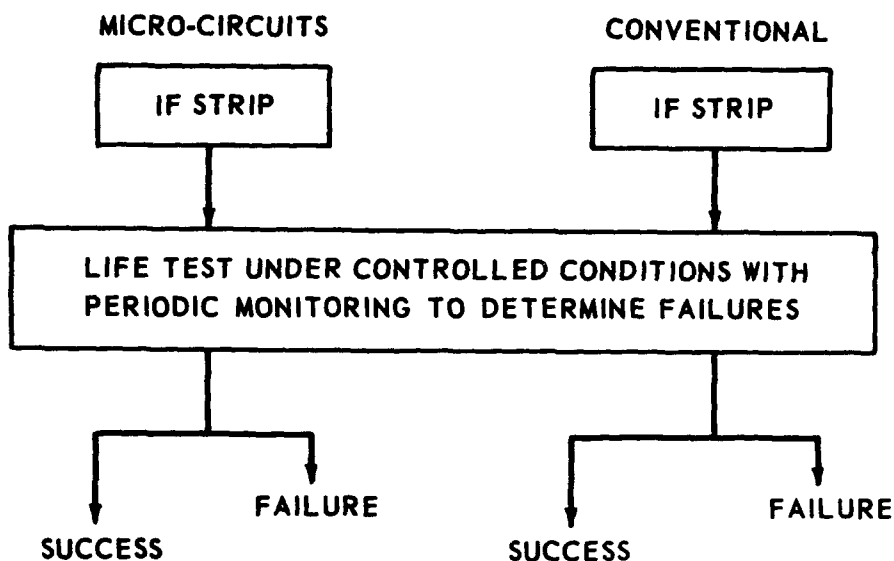 MICRO-CIRCUITS
CONVENTIONAL
IF STRIP
IF STRIP
LIFE TEST UNDER CONTROLLED CONDITIONS WITH
PERIODIC MONITORING TO DETERMINE FAILURES
FAILURE
FAILURE
SUCCESS
SUCCESS